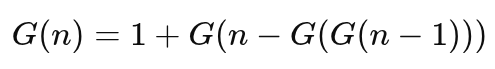 G(n) = 1 + G(n − G(G(n − 1)))